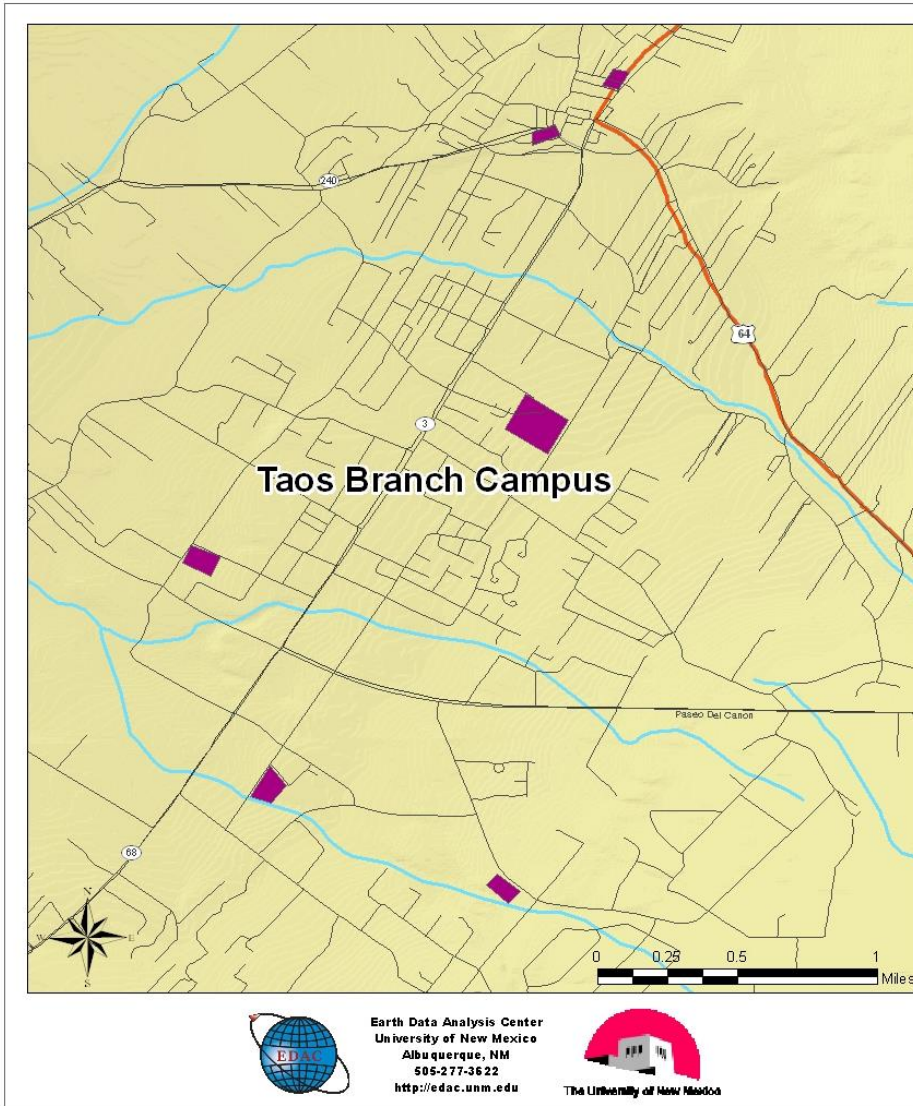 240
64
3
Taos Branch Campus
Paseo Del Canon
68
N
W E
S
0 0.25 0.5 1
Miles
EDAC
Earth Data Analysis Center
University of New Mexico
Albuquerque, NM
505-277-3622
http://edac.unm.edu
The University of New Mexico